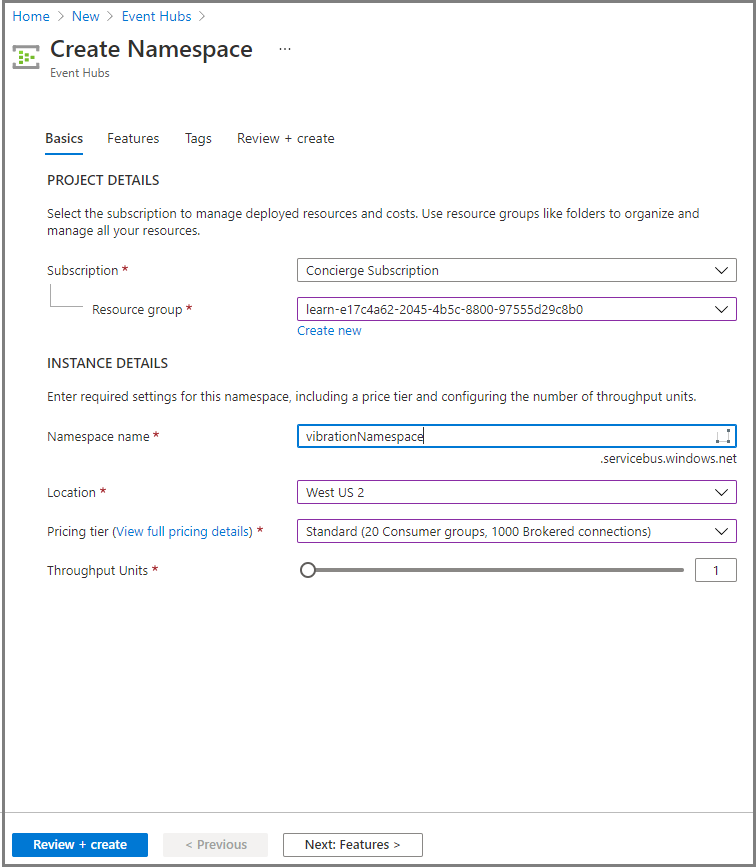 Home > New > Event Hubs >
Create Namespace ...
Event Hubs
Basics Features Tags Review + create
PROJECT DETAILS
Select the subscription to manage deployed resources and costs. Use resource groups like folders to organize and
manage all your resources.
Subscription * Concierge Subscription
Resource group * learn-e17c4a62-2045-4b5c-8800-97555d29c8b0
Create new
INSTANCE DETAILS
Enter required settings for this namespace, including a price tier and configuring the number of throughput units.
Namespace name * vibrationNamespace
.servicebus.windows.net
Location * West US 2
Pricing tier (View full pricing details) * Standard (20 Consumer groups, 1000 Brokered connections)
Throughput Units * 1
Review + create < Previous Next: Features >